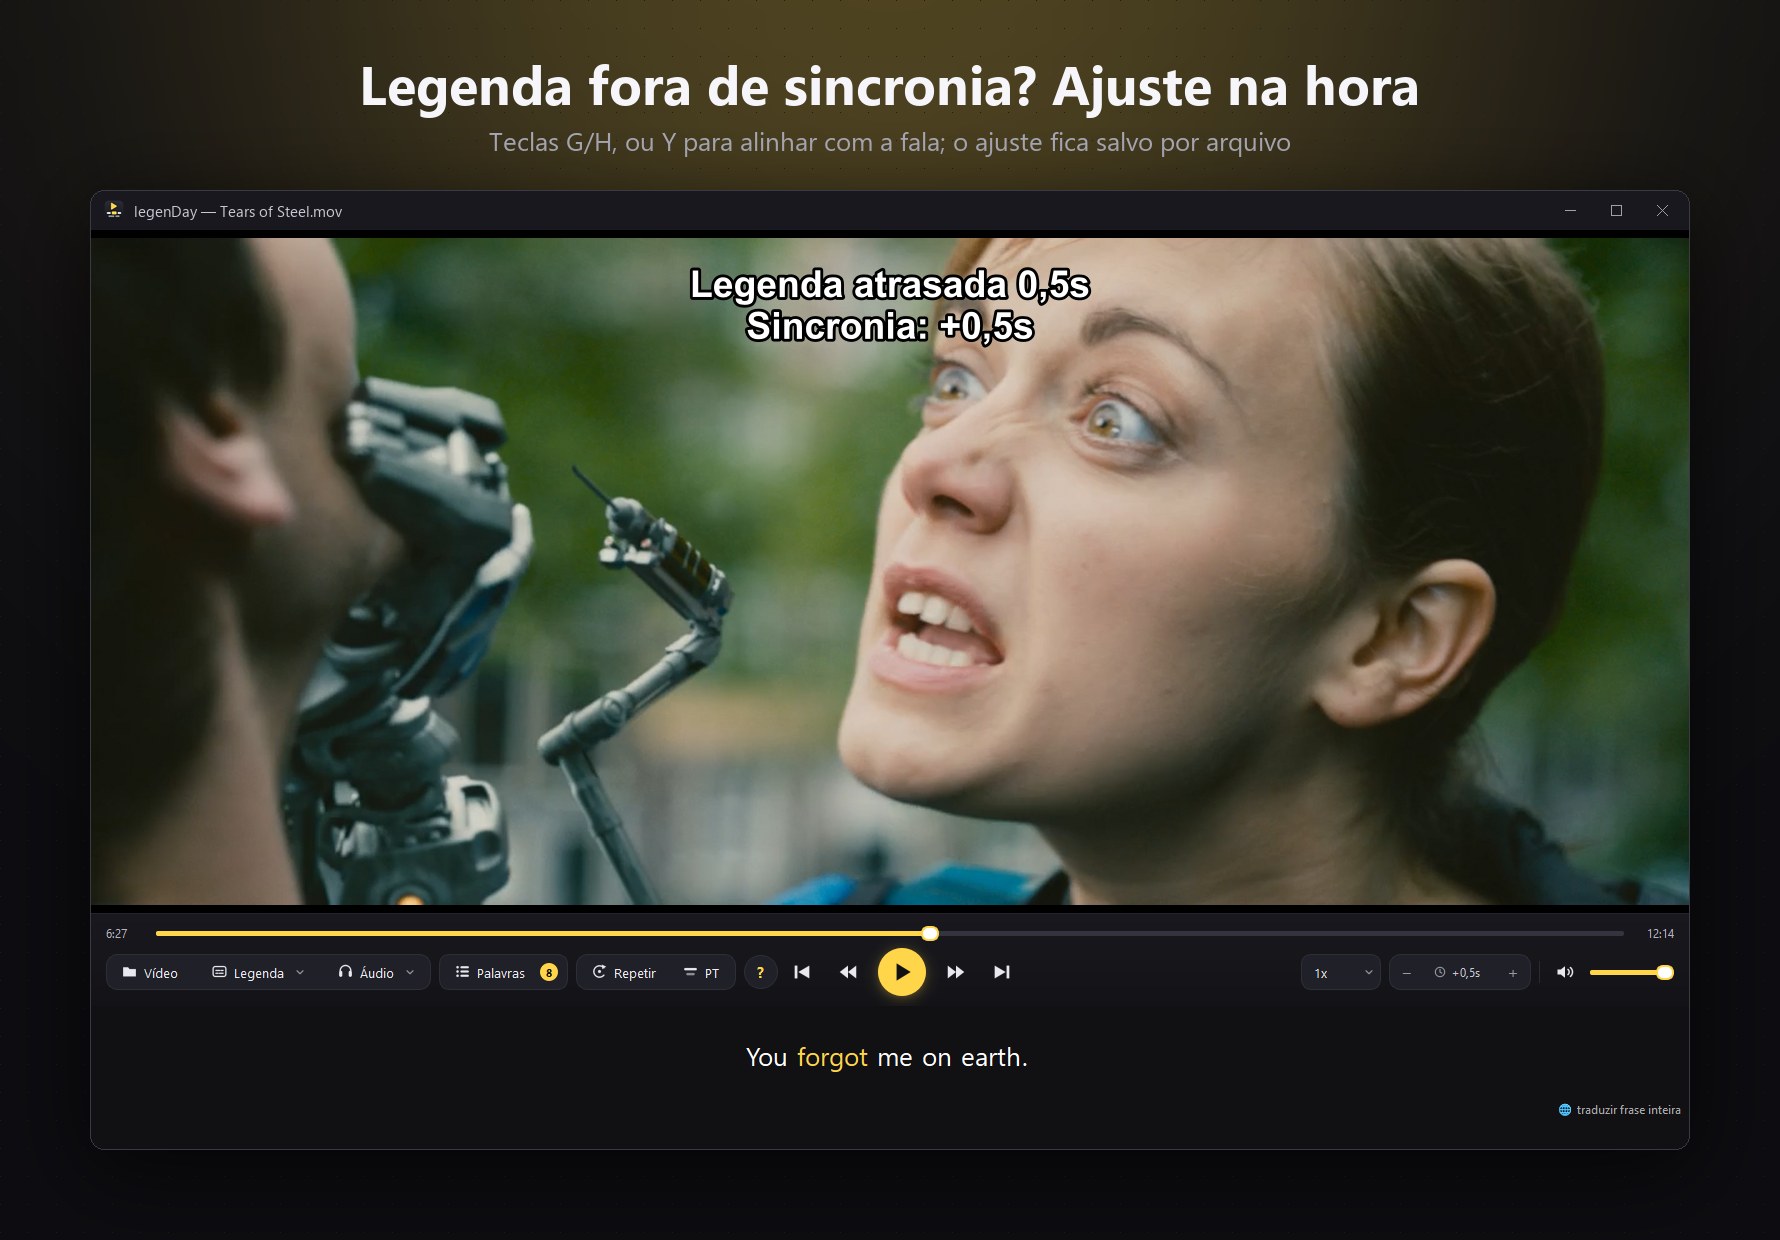 Legenda fora de sincronia? Ajuste na hora
Teclas G/H, ou Y para alinhar com a fala; o ajuste fica salvo por arquivo
legenDay — Tears of Steel.mov
Legenda atrasada 0,5s
Sincronia: +0,5s
6:27
12:14
Vídeo
Legenda
Áudio
Palavras 8
Repetir
PT
?
1x
− +0,5s +
You forgot me on earth.
traduzir frase inteira